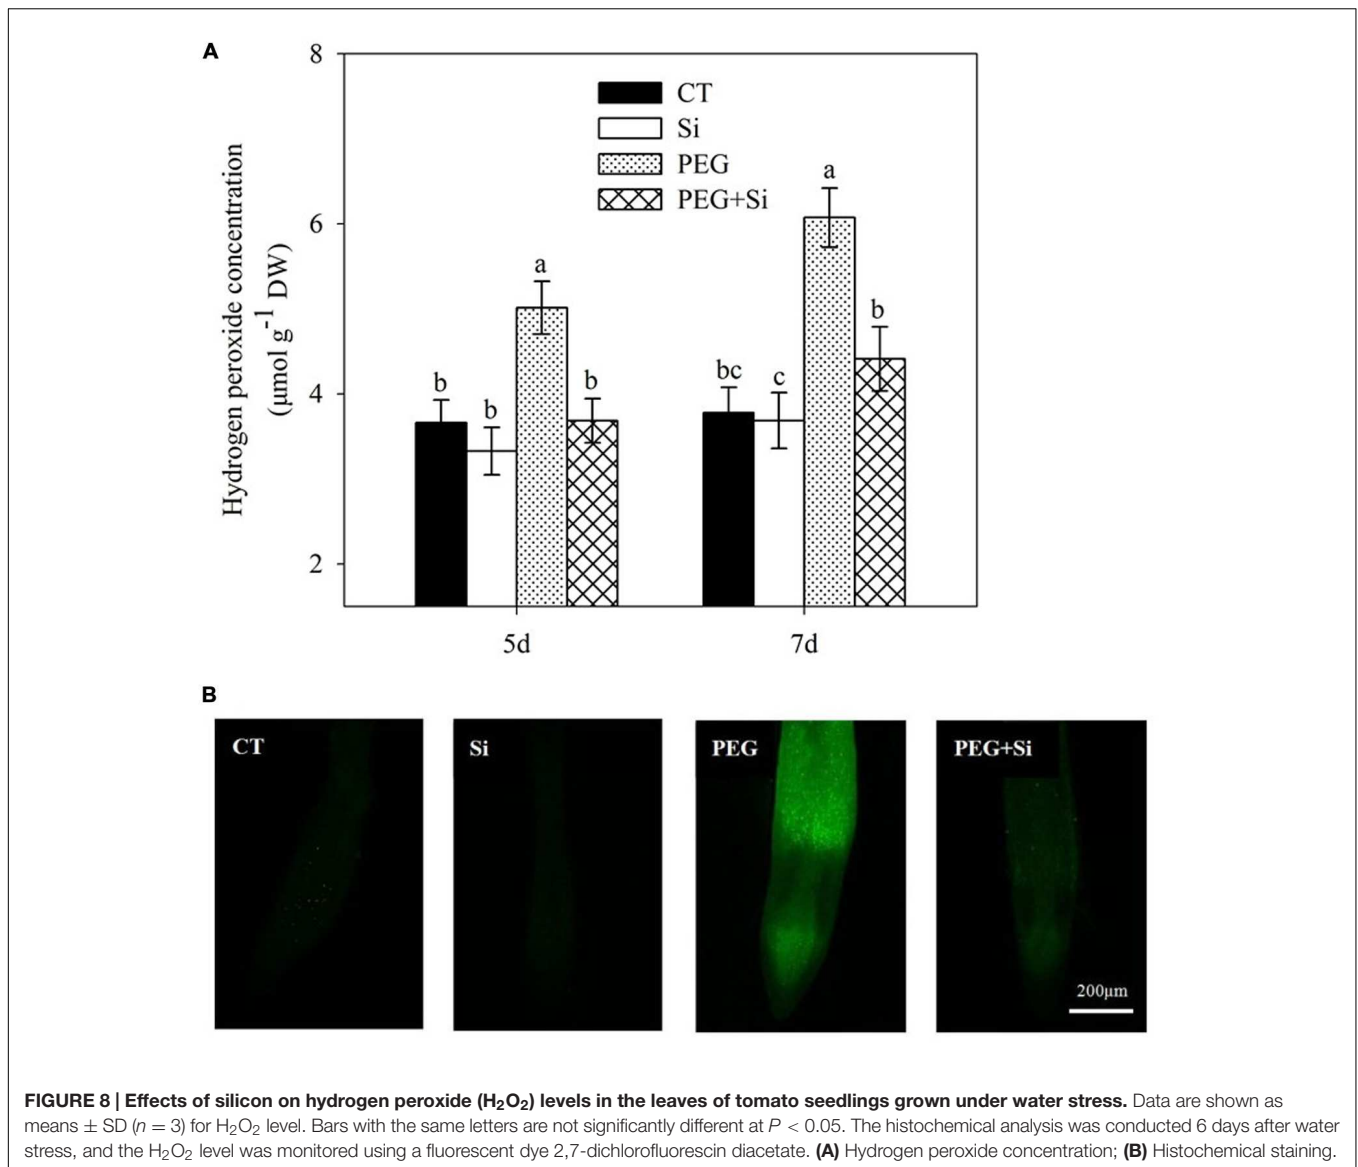 A
8
6
4
2
Hydrogen peroxide concentration
(μmol g⁻¹ DW)
CT
Si
PEG
PEG+Si
b
b
a
b
bc
c
a
b
5d
7d
B
CT
Si
PEG
PEG+Si
200μm
FIGURE 8 | Effects of silicon on hydrogen peroxide (H₂O₂) levels in the leaves of tomato seedlings grown under water stress. Data are shown as
means ± SD (n = 3) for H₂O₂ level. Bars with the same letters are not significantly different at P < 0.05. The histochemical analysis was conducted 6 days after water
stress, and the H₂O₂ level was monitored using a fluorescent dye 2,7-dichlorofluorescin diacetate. (A) Hydrogen peroxide concentration; (B) Histochemical staining.